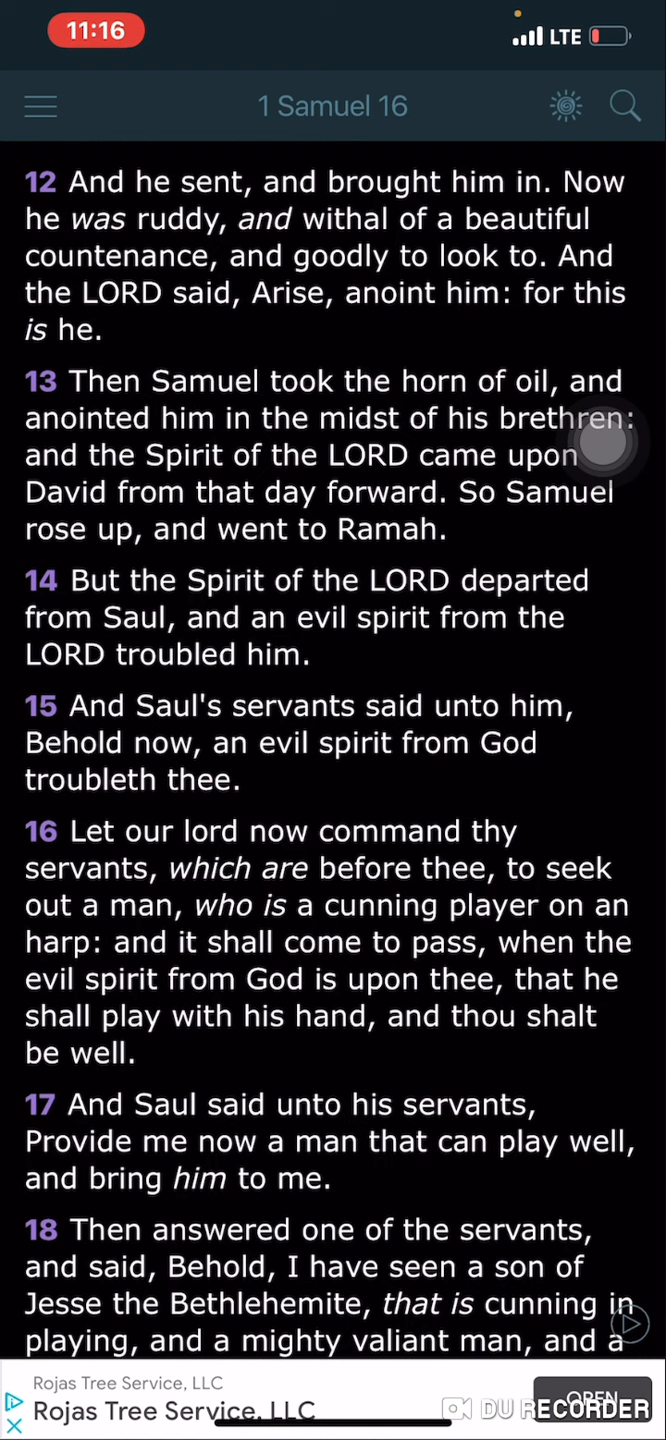 11:16
LTE
1 Samuel 16
12 And he sent, and brought him in. Now
he was ruddy, and withal of a beautiful
countenance, and goodly to look to. And
the LORD said, Arise, anoint him: for this
is he.
13 Then Samuel took the horn of oil, and
anointed him in the midst of his brethren:
and the Spirit of the LORD came upon
David from that day forward. So Samuel
rose up, and went to Ramah.
14 But the Spirit of the LORD departed
from Saul, and an evil spirit from the
LORD troubled him.
15 And Saul's servants said unto him,
Behold now, an evil spirit from God
troubleth thee.
16 Let our lord now command thy
servants, which are before thee, to seek
out a man, who is a cunning player on an
harp: and it shall come to pass, when the
evil spirit from God is upon thee, that he
shall play with his hand, and thou shalt
be well.
17 And Saul said unto his servants,
Provide me now a man that can play well,
and bring him to me.
18 Then answered one of the servants,
and said, Behold, I have seen a son of
Jesse the Bethlehemite, that is cunning in
playing, and a mighty valiant man, and a
Rojas Tree Service, LLC
Rojas Tree Service, LLC
OPEN
DU RECORDER